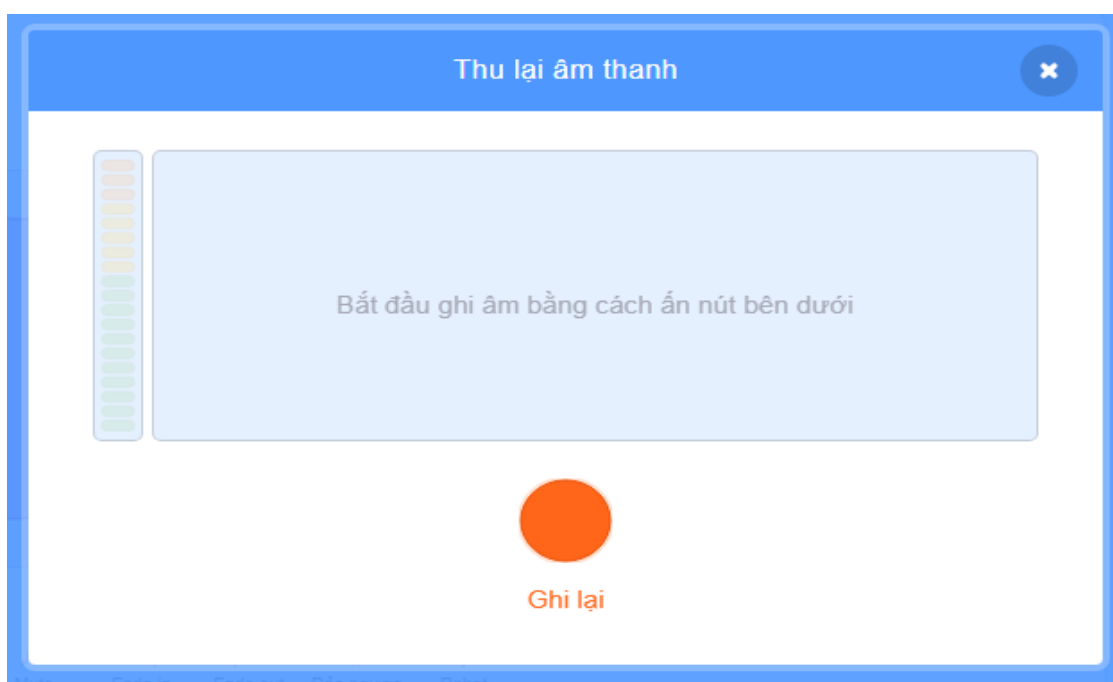 Thu lại âm thanh
Bắt đầu ghi âm bằng cách ấn nút bên dưới
Ghi lại